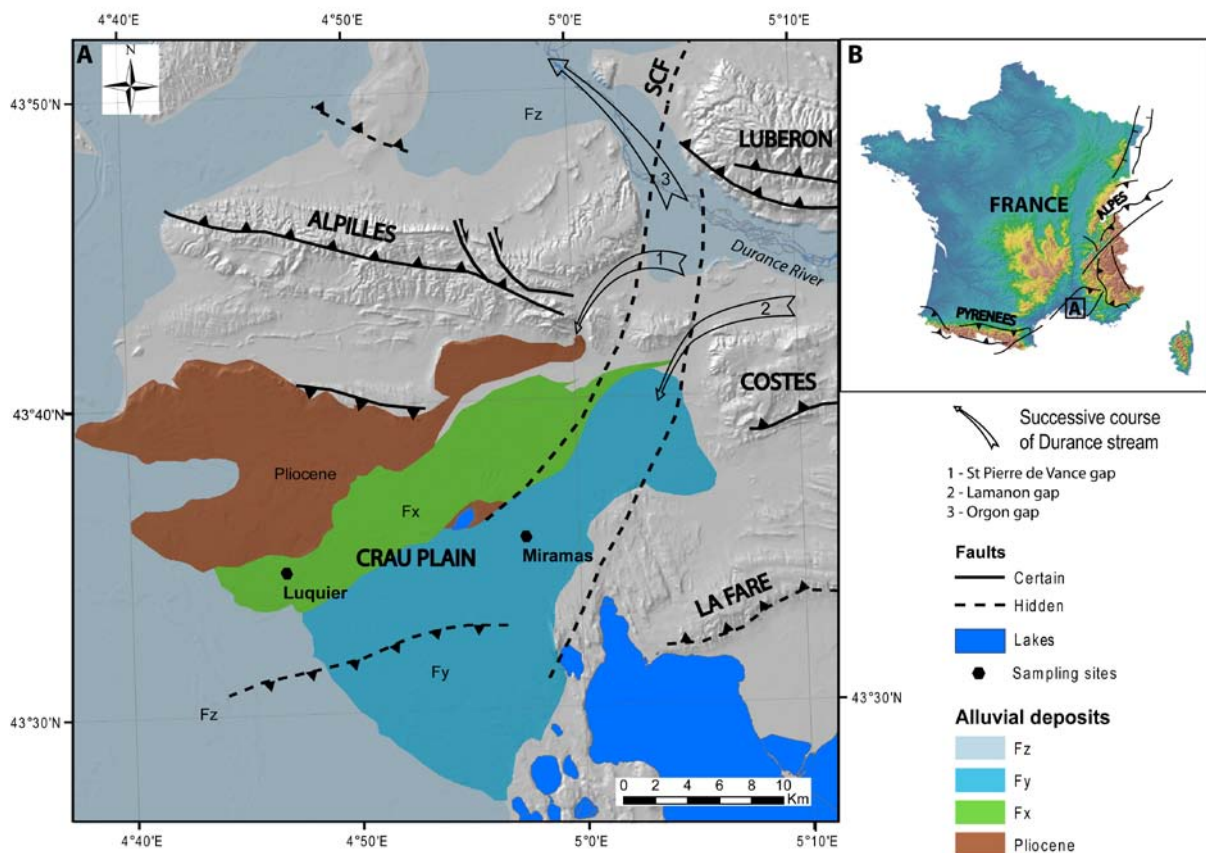 4°40'E
4°50'E
5°0'E
5°10'E
A
N
SCF
B
43°50'N
Fz
LUBERON
3
FRANCE
ALPES
ALPILLES
Durance River
1
2
A
PYRENEES
COSTES
43°40'N
Successive course
of Durance stream
Pliocene
1 - St Pierre de Vance gap
2 - Lamanon gap
3 - Orgon gap
Fx
CRAU PLAIN
Miramas
Luquier
LA FARE
Faults
Certain
Hidden
Lakes
Sampling sites
Fy
Fz
43°30'N
43°30'N
Alluvial deposits
Fz
Fy
Fx
Pliocene
0 2 4 6 8 10
Km
4°40'E
4°50'E
5°0'E
5°10'E